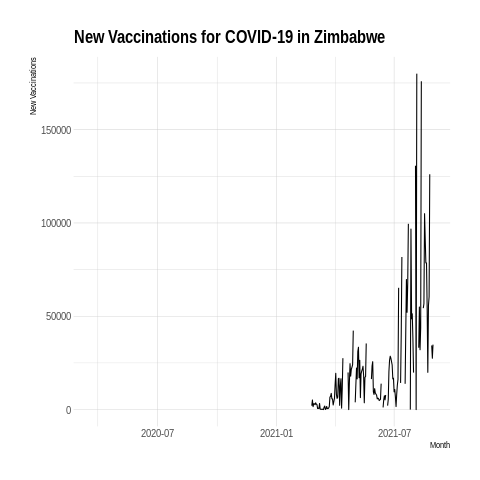 New Vaccinations for COVID-19 in Zimbabwe
New Vaccinations
150000
100000
50000
0
2020-07 2021-01 2021-07
Month